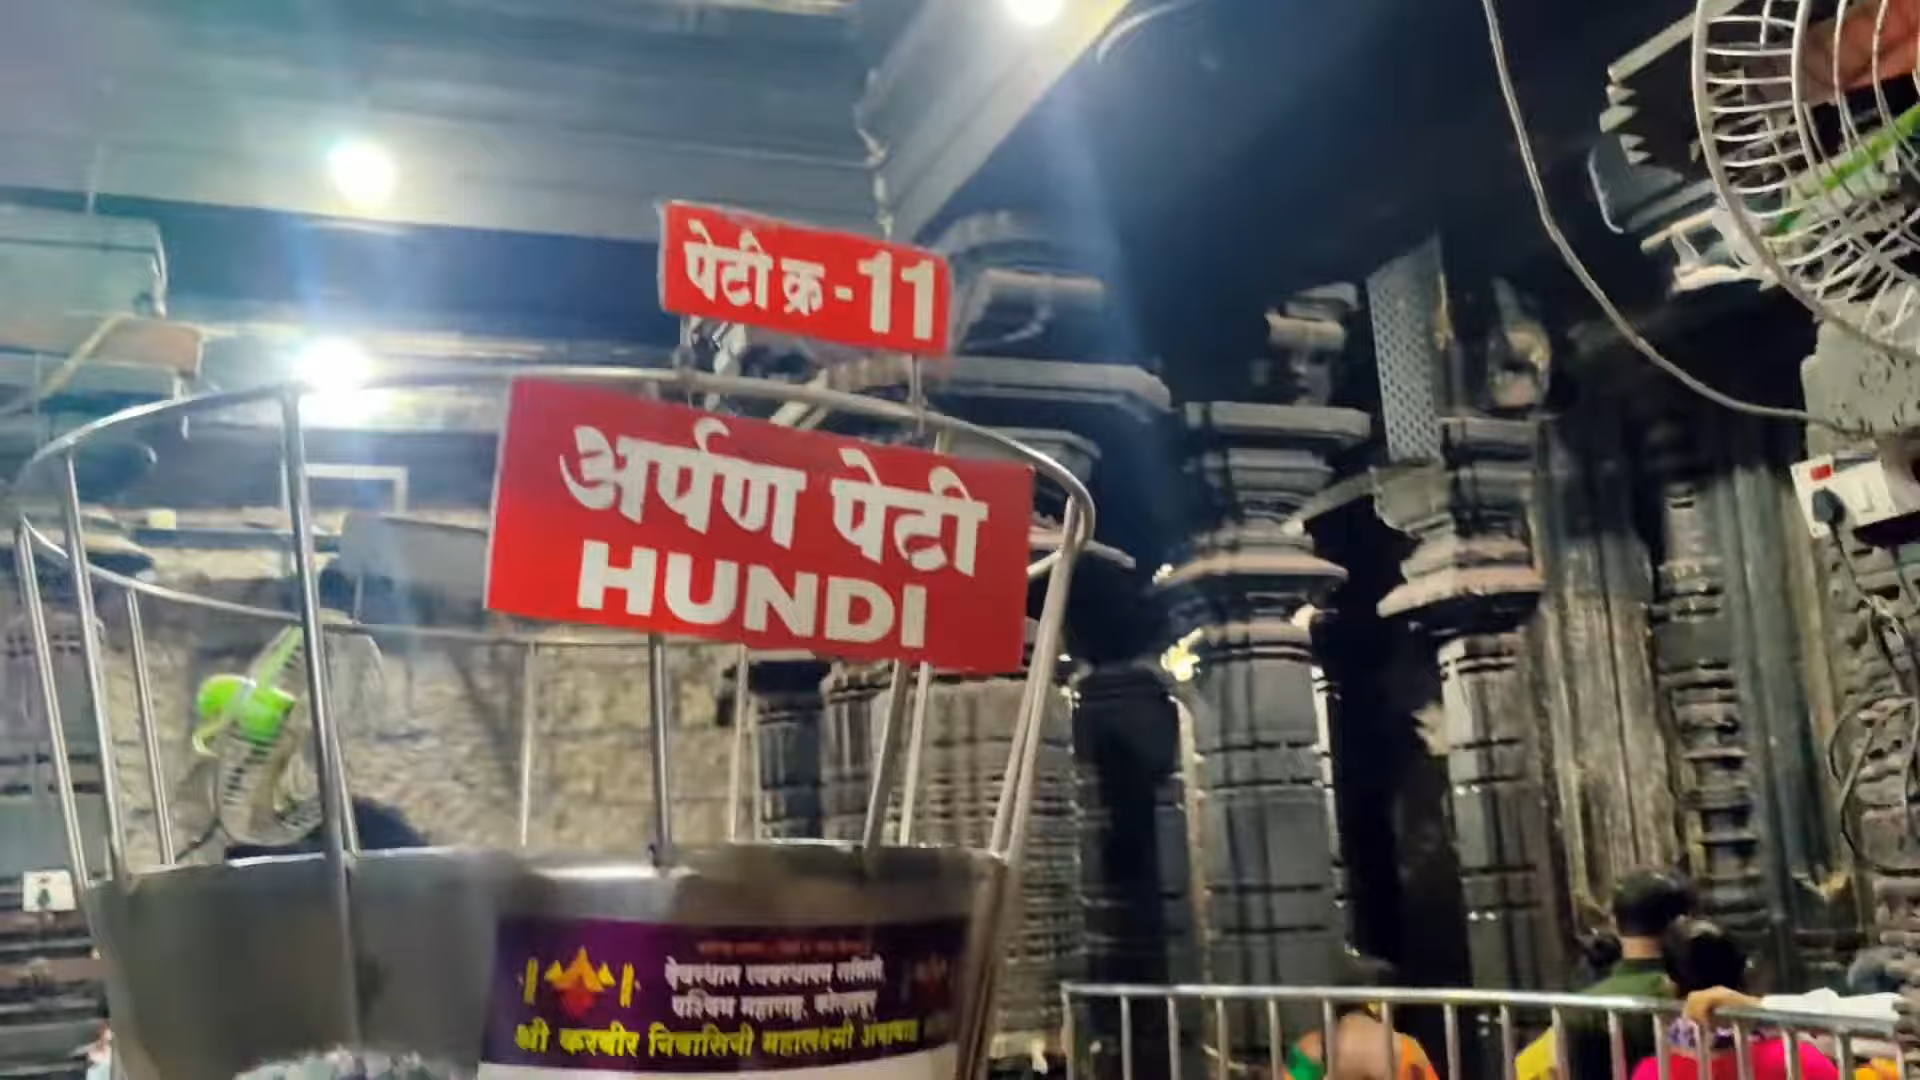 पेटी क्र - 11
अर्पण पेटी
HUNDI
देवस्थान व्यवस्थापन समिती
पश्चिम महाराष्ट्र, कोल्हापूर
श्री करवीर निवासिनी महालक्ष्मी अंबाबाई